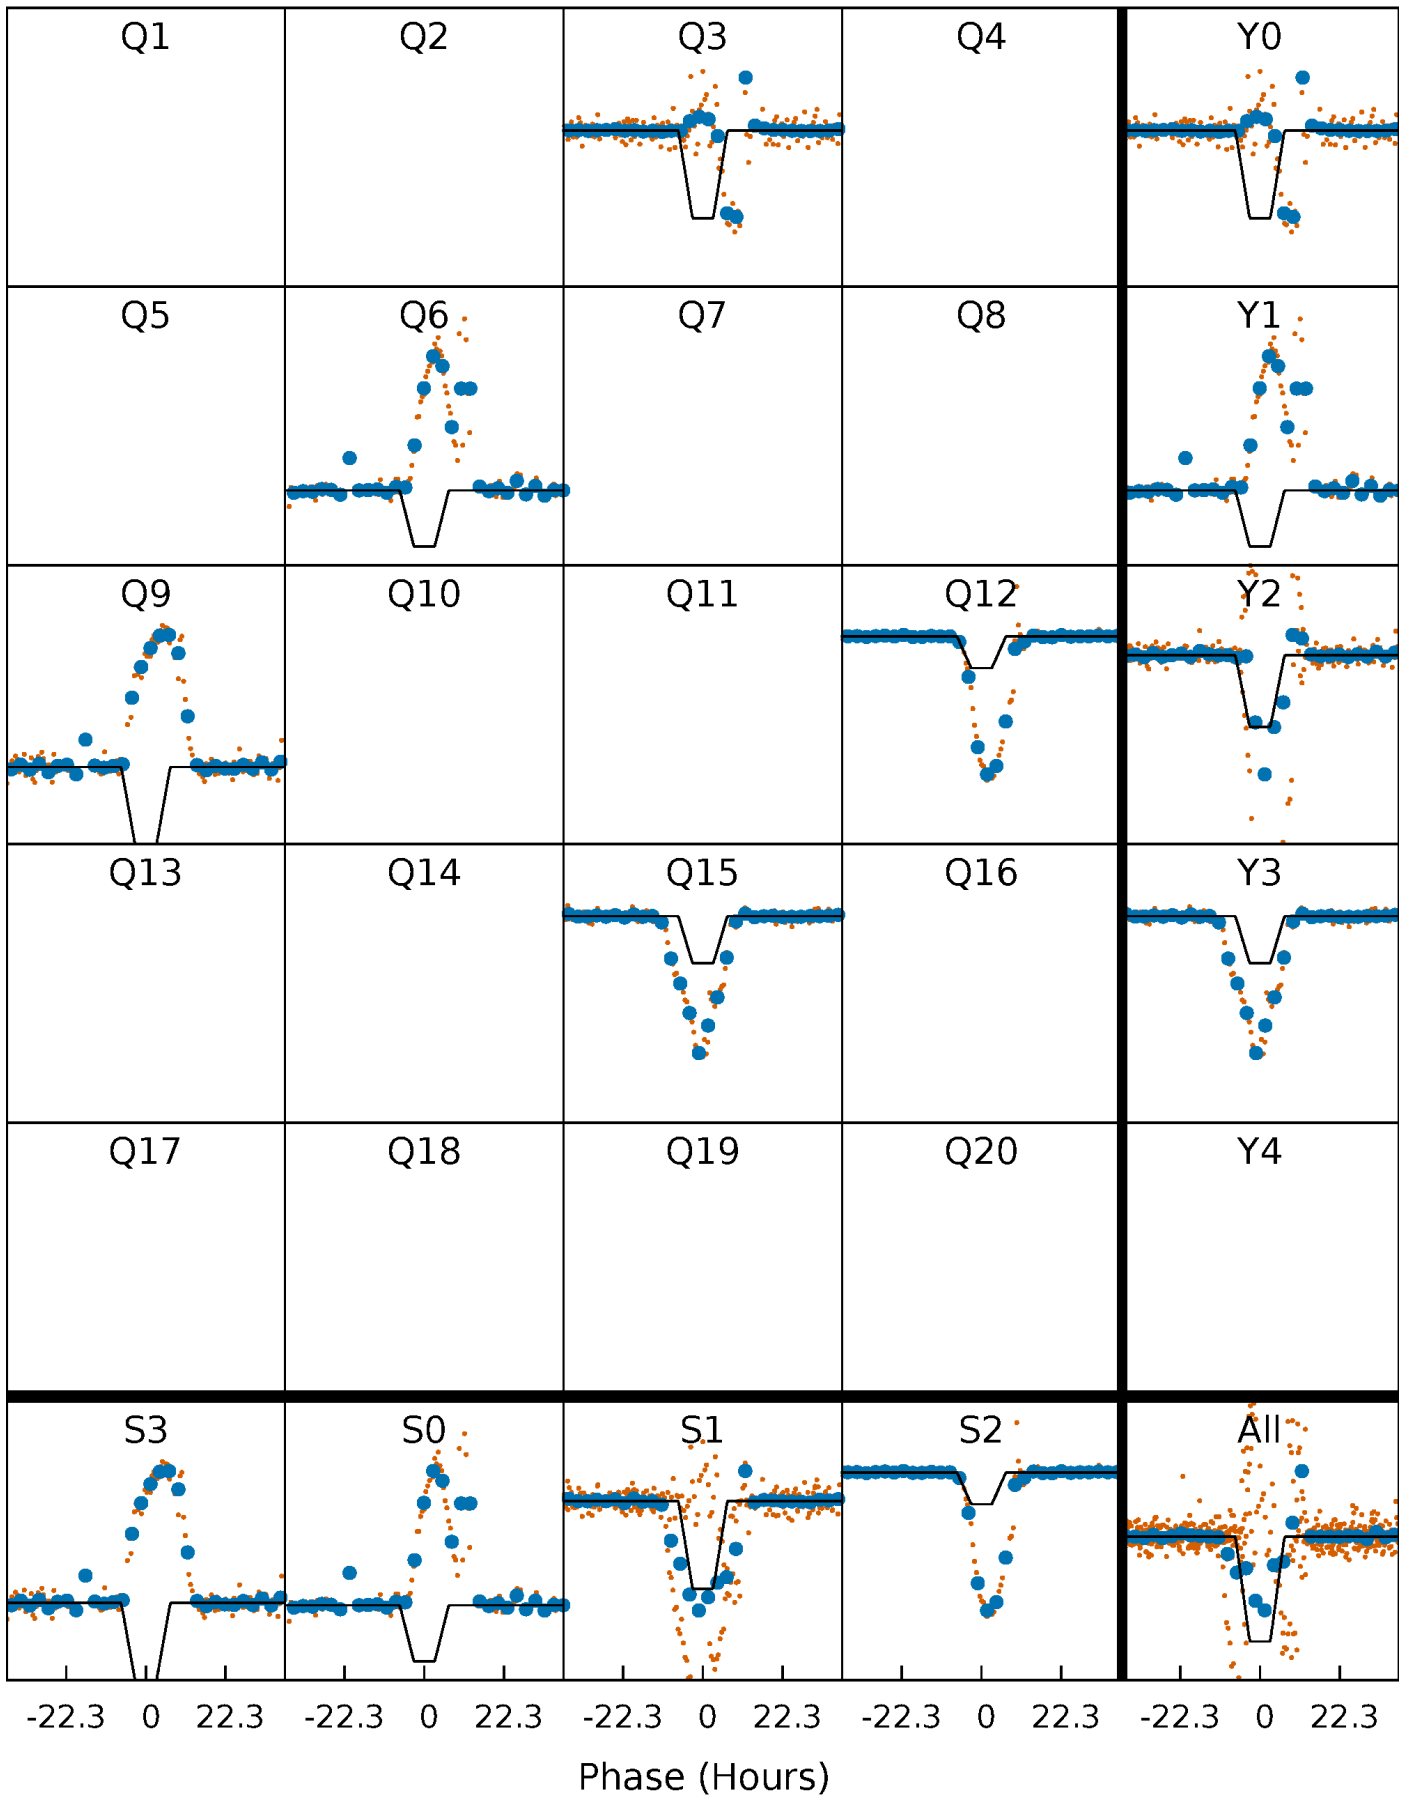 Q1 Q2 Q3 Q4 Y0
Q5 Q6 Q7 Q8 Y1
Q9 Q10 Q11 Q12 Y2
Q13 Q14 Q15 Q16 Y3
Q17 Q18 Q19 Q20 Y4
S3 S0 S1 S2 All
-22.3 0 22.3 -22.3 0 22.3 -22.3 0 22.3 -22.3 0 22.3 -22.3 0 22.3
Phase (Hours)